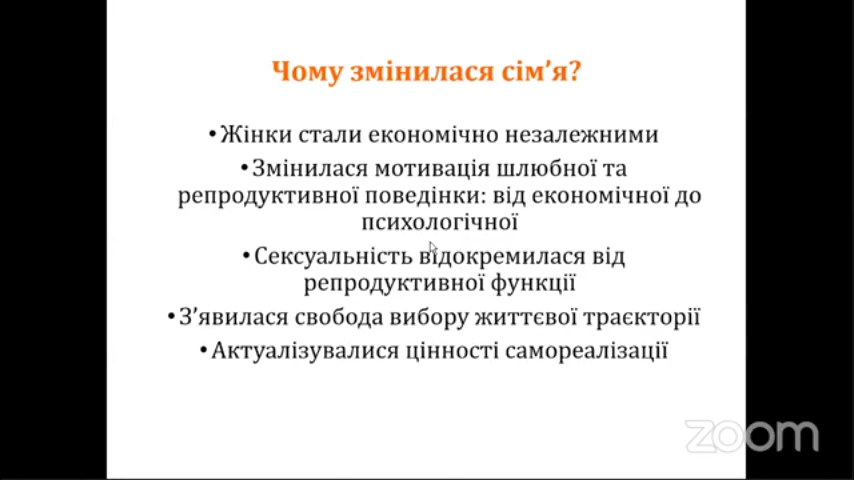 Чому змінилася сім’я?
•Жінки стали економічно незалежними
•Змінилася мотивація шлюбної та
репродуктивної поведінки: від економічної до
психологічної
•Сексуальність відокремилася від
репродуктивної функції
•З’явилася свобода вибору життєвої траєкторії
•Актуалізувалися цінності самореалізації
zoom